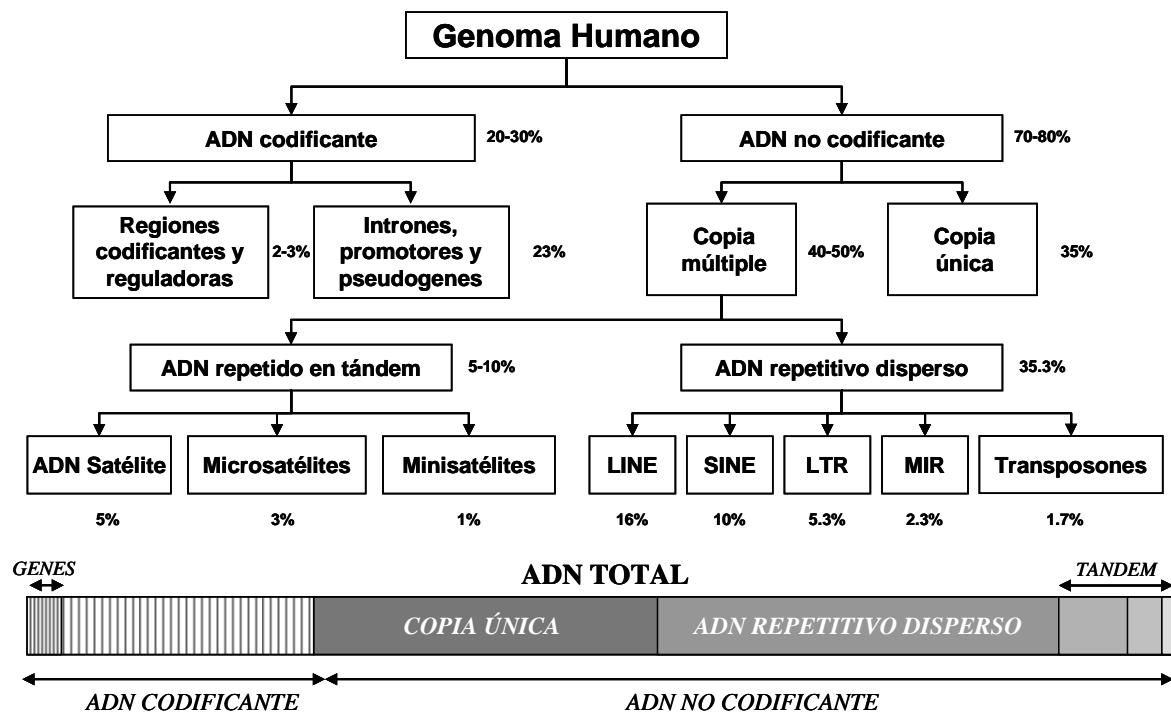 Genoma Humano
ADN codificante
20-30%
ADN no codificante
70-80%
Regiones
codificantes y
reguladoras
2-3%
Intrones,
promotores y
pseudogenes
23%
Copia
múltiple
40-50%
Copia
única
35%
ADN repetido en tándem
5-10%
ADN repetitivo disperso
35.3%
ADN Satélite
Microsatélites
Minisatélites
LINE
SINE
LTR
MIR
Transposones
5%
3%
1%
16%
10%
5.3%
2.3%
1.7%
GENES
ADN TOTAL
TANDEM
COPIA ÚNICA
ADN REPETITIVO DISPERSO
ADN CODIFICANTE
ADN NO CODIFICANTE